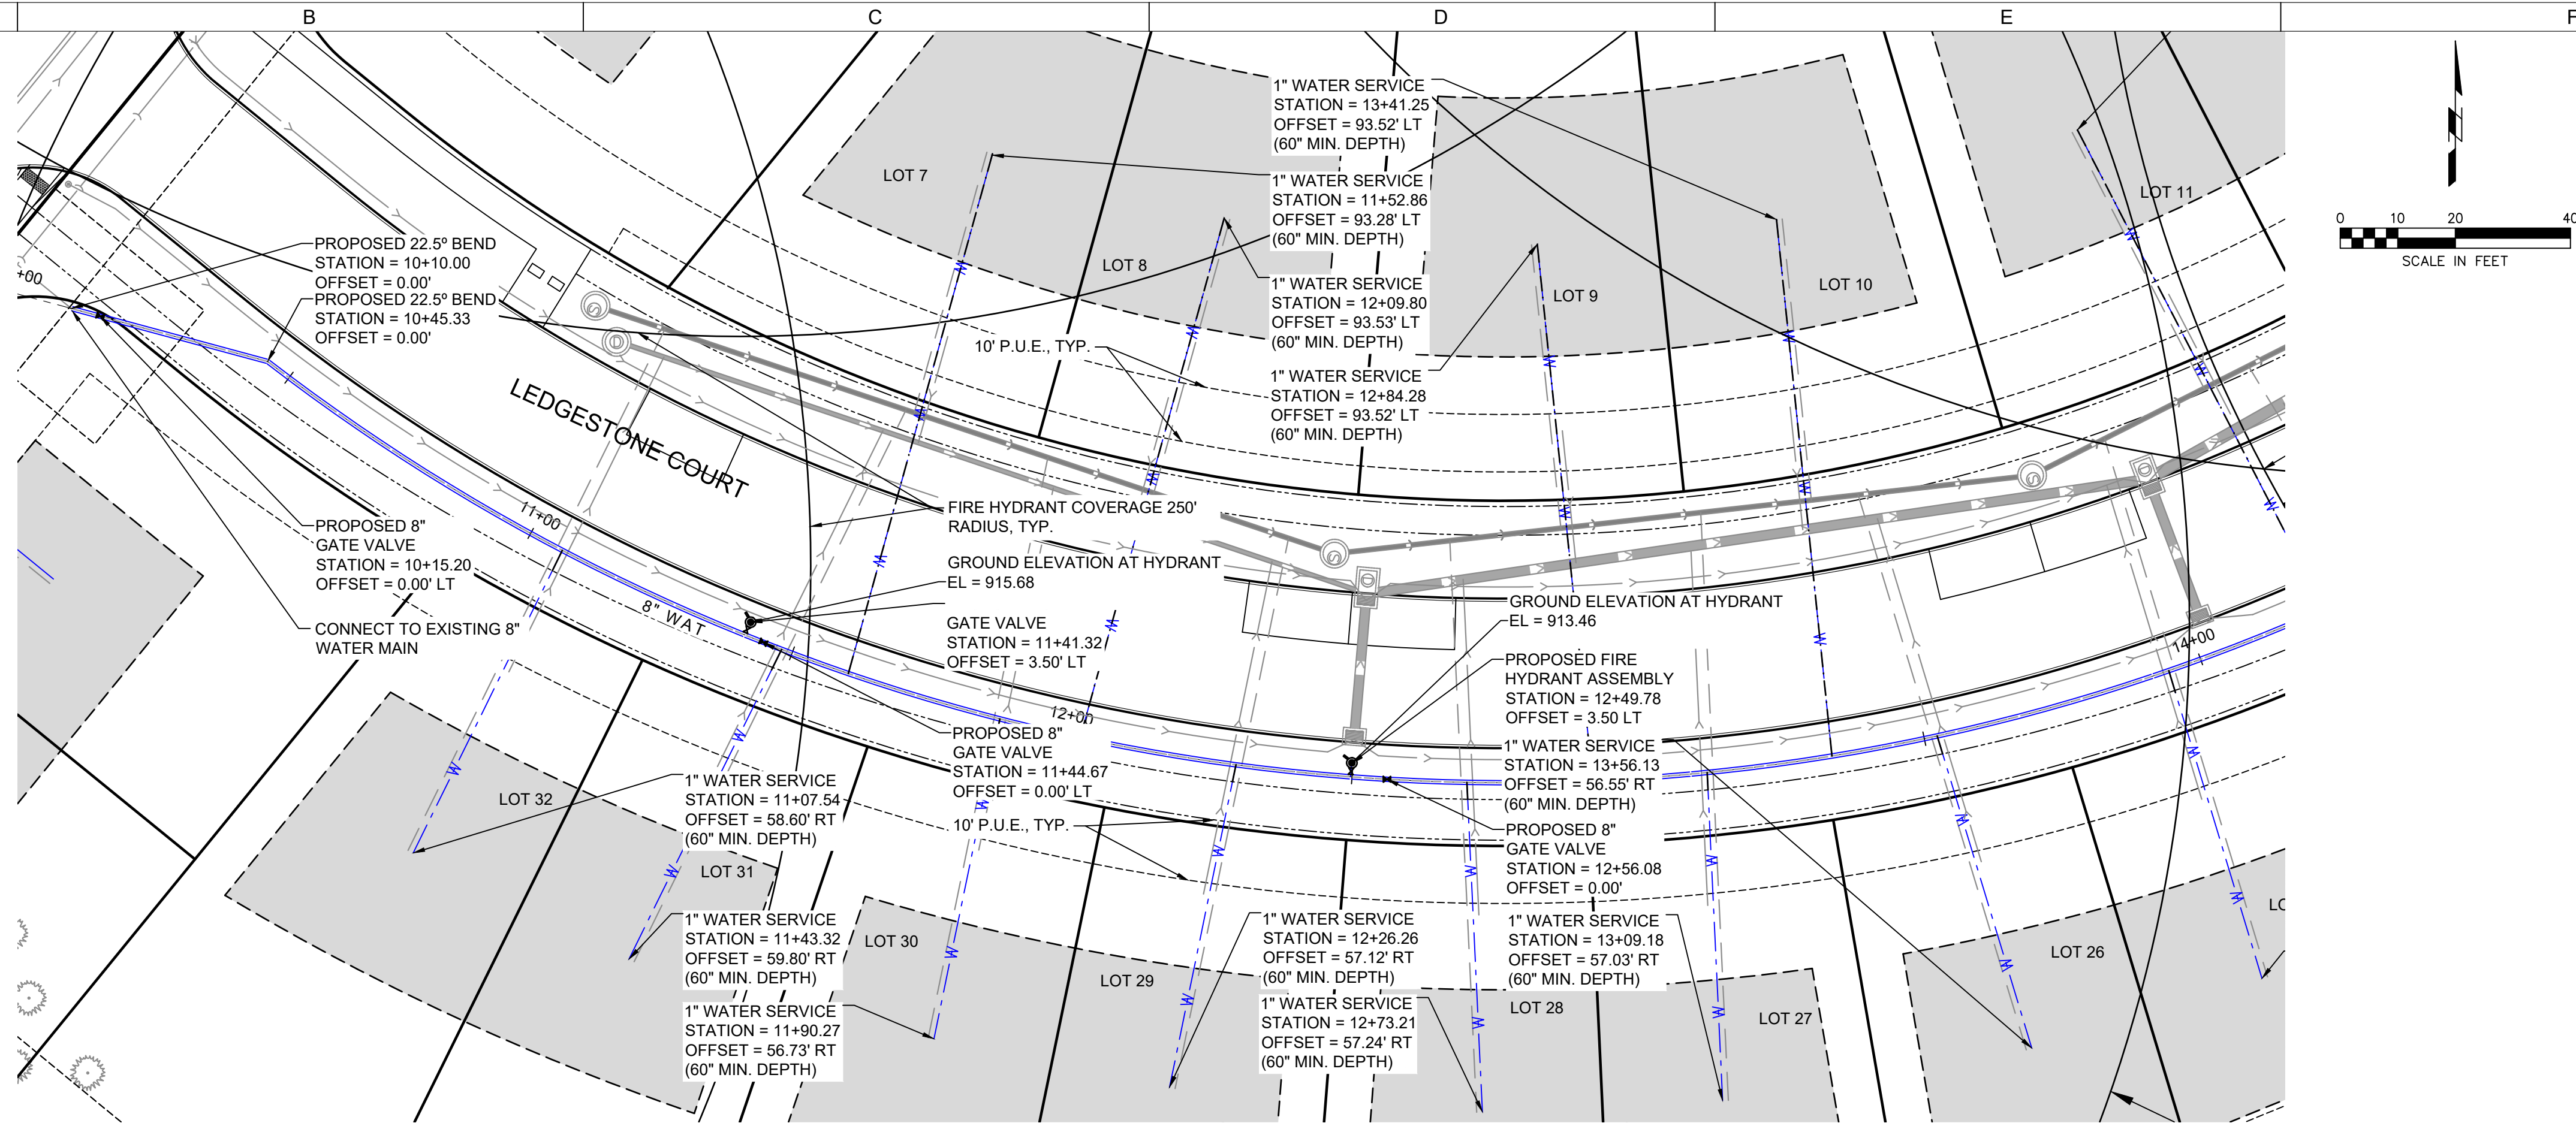 B
C
D
E
F
1" WATER SERVICE
STATION = 13+41.25
OFFSET = 93.52' LT
(60" MIN. DEPTH)
1" WATER SERVICE
STATION = 11+52.86
OFFSET = 93.28' LT
(60" MIN. DEPTH)
1" WATER SERVICE
STATION = 12+09.80
OFFSET = 93.53' LT
(60" MIN. DEPTH)
1" WATER SERVICE
STATION = 12+84.28
OFFSET = 93.52' LT
(60" MIN. DEPTH)
LOT 7
LOT 8
LOT 9
LOT 10
LOT 11
0 10 20 40
SCALE IN FEET
PROPOSED 22.5º BEND
STATION = 10+10.00
OFFSET = 0.00'
PROPOSED 22.5º BEND
STATION = 10+45.33
OFFSET = 0.00'
+00
10' P.U.E., TYP.
LEDGESTONE COURT
S
D
S
D
S
D
11+00
8" WAT
12+00
14+00
PROPOSED 8"
GATE VALVE
STATION = 10+15.20
OFFSET = 0.00' LT
CONNECT TO EXISTING 8"
WATER MAIN
FIRE HYDRANT COVERAGE 250'
RADIUS, TYP.
GROUND ELEVATION AT HYDRANT
EL = 915.68
GATE VALVE
STATION = 11+41.32
OFFSET = 3.50' LT
PROPOSED 8"
GATE VALVE
STATION = 11+44.67
OFFSET = 0.00' LT
10' P.U.E., TYP.
GROUND ELEVATION AT HYDRANT
EL = 913.46
PROPOSED FIRE
HYDRANT ASSEMBLY
STATION = 12+49.78
OFFSET = 3.50 LT
1" WATER SERVICE
STATION = 13+56.13
OFFSET = 56.55' RT
(60" MIN. DEPTH)
PROPOSED 8"
GATE VALVE
STATION = 12+56.08
OFFSET = 0.00'
1" WATER SERVICE
STATION = 11+07.54
OFFSET = 58.60' RT
(60" MIN. DEPTH)
1" WATER SERVICE
STATION = 11+43.32
OFFSET = 59.80' RT
(60" MIN. DEPTH)
1" WATER SERVICE
STATION = 11+90.27
OFFSET = 56.73' RT
(60" MIN. DEPTH)
1" WATER SERVICE
STATION = 12+26.26
OFFSET = 57.12' RT
(60" MIN. DEPTH)
1" WATER SERVICE
STATION = 12+73.21
OFFSET = 57.24' RT
(60" MIN. DEPTH)
1" WATER SERVICE
STATION = 13+09.18
OFFSET = 57.03' RT
(60" MIN. DEPTH)
LOT 32
LOT 31
LOT 30
LOT 29
LOT 28
LOT 27
LOT 26